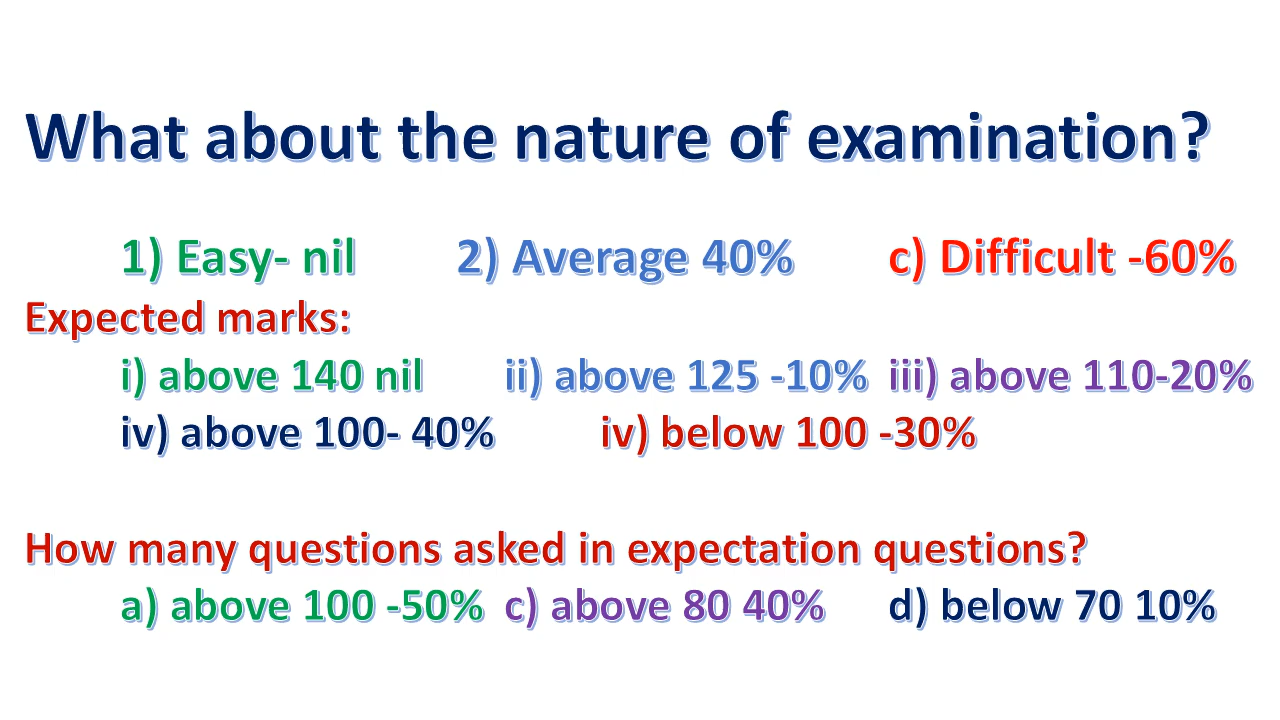 What about the nature of examination?
1) Easy- nil 2) Average 40% c) Difficult -60%
Expected marks:
i) above 140 nil ii) above 125 -10% iii) above 110-20%
iv) above 100- 40% iv) below 100 -30%
How many questions asked in expectation questions?
a) above 100 -50% c) above 80 40% d) below 70 10%